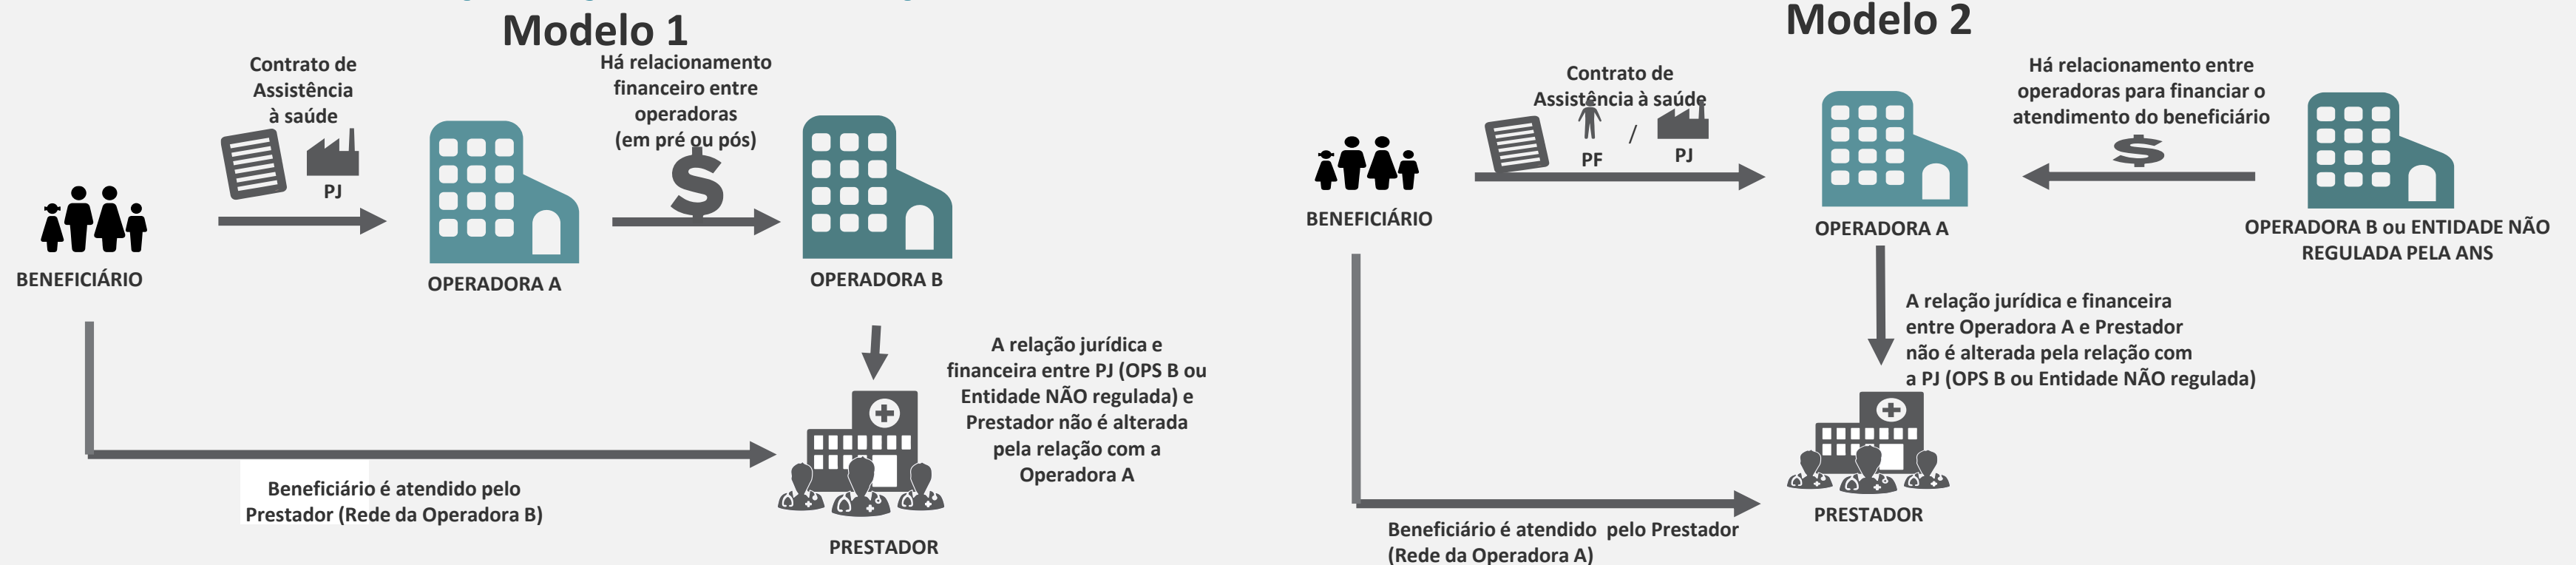 Modelo 1
Contrato de
Assistência
à saúde
PJ
Há relacionamento
financeiro entre
operadoras
(em pré ou pós)
$
BENEFICIÁRIO
OPERADORA A
OPERADORA B
A relação jurídica e
financeira entre PJ (OPS B ou
Entidade NÃO regulada) e
Prestador não é alterada
pela relação com a
Operadora A
Beneficiário é atendido pelo
Prestador (Rede da Operadora B)
PRESTADOR
Modelo 2
Contrato de
Assistência à saúde
/
PF
PJ
Há relacionamento entre
operadoras para financiar o
atendimento do beneficiário
$
BENEFICIÁRIO
OPERADORA A
OPERADORA B ou ENTIDADE NÃO
REGULADA PELA ANS
A relação jurídica e financeira
entre Operadora A e Prestador
não é alterada pela relação com
a PJ (OPS B ou Entidade NÃO regulada)
PRESTADOR
Beneficiário é atendido  pelo Prestador
(Rede da Operadora A)